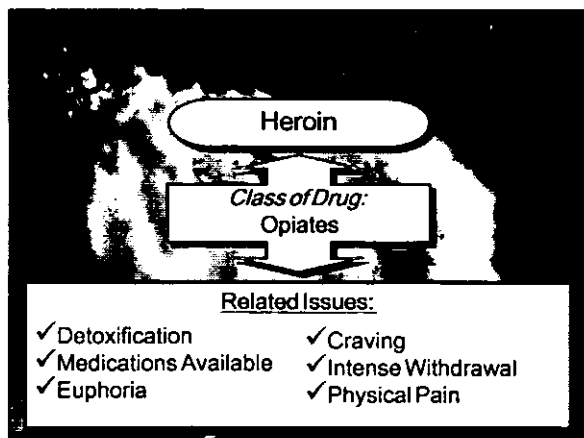 Heroin
Class of Drug:
Opiates
Related Issues:
✓Detoxification
✓Medications Available
✓Euphoria
✓Craving
✓Intense Withdrawal
✓Physical Pain